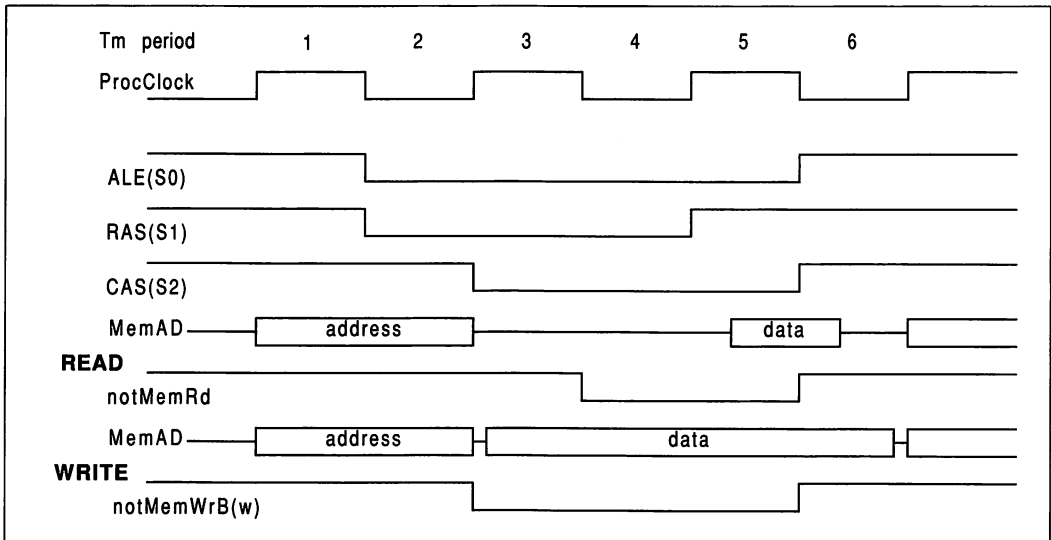 Tm period 1 2 3 4 5 6
ProcClock
ALE(S0)
RAS(S1)
CAS(S2)
MemAD address data
READ
notMemRd
MemAD address data
WRITE
notMemWrB(w)